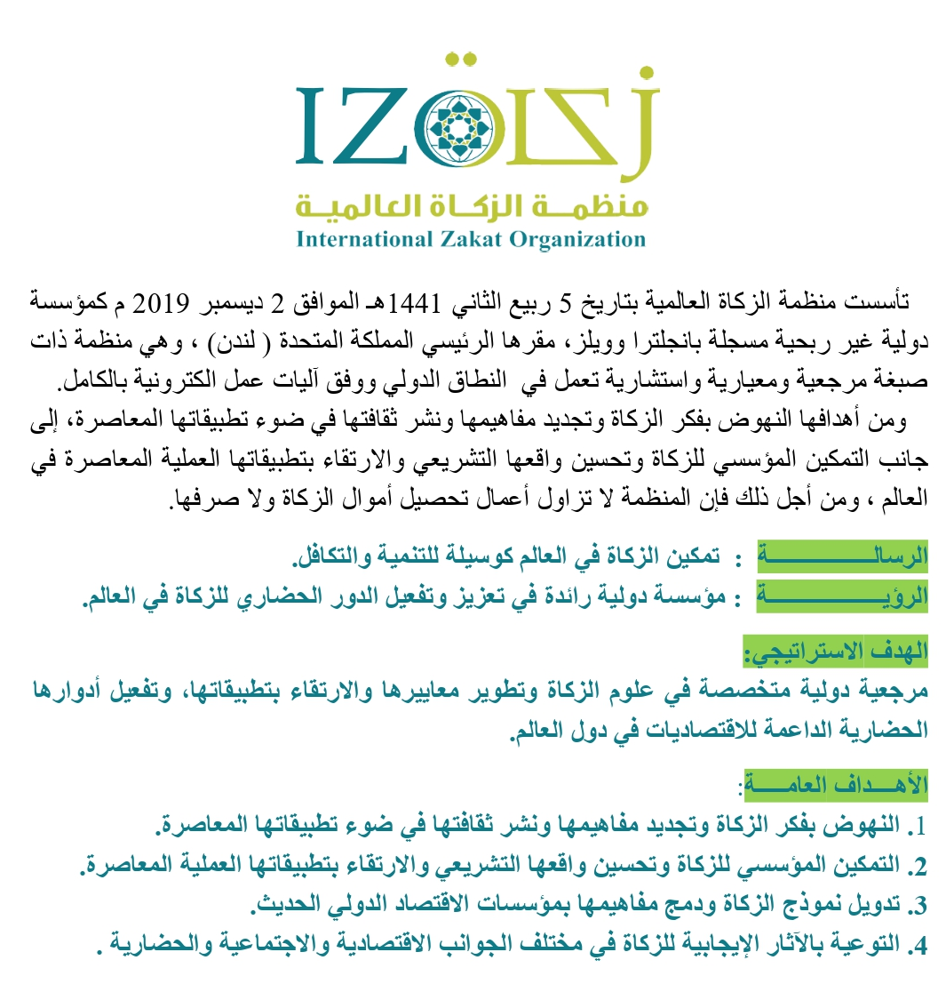 IZO زكاة
منظمة الزكاة العالمية
International Zakat Organization
تأسست منظمة الزكاة العالمية بتاريخ 5 ربيع الثاني 1441هـ الموافق 2 ديسمبر 2019 م كمؤسسة
دولية غير ربحية مسجلة بانجلترا وويلز، مقرها الرئيسي المملكة المتحدة ( لندن) ، وهي منظمة ذات
صبغة مرجعية ومعيارية واستشارية تعمل في النطاق الدولي ووفق آليات عمل الكترونية بالكامل.
ومن أهدافها النهوض بفكر الزكاة وتجديد مفاهيمها ونشر ثقافتها في ضوء تطبيقاتها المعاصرة، إلى
جانب التمكين المؤسسي للزكاة وتحسين واقعها التشريعي والارتقاء بتطبيقاتها العملية المعاصرة في
العالم ، ومن أجل ذلك فإن المنظمة لا تزاول أعمال تحصيل أموال الزكاة ولا صرفها.
الرسالـــــــــــــــة : تمكين الزكاة في العالم كوسيلة للتنمية والتكافل.
الرؤيـــــــــــــــــة : مؤسسة دولية رائدة في تعزيز وتفعيل الدور الحضاري للزكاة في العالم.
الهدف الاستراتيجي:
مرجعية دولية متخصصة في علوم الزكاة وتطوير معاييرها والارتقاء بتطبيقاتها، وتفعيل أدوارها
الحضارية الداعمة للاقتصاديات في دول العالم.
الأهـــداف العامـــــة:
1. النهوض بفكر الزكاة وتجديد مفاهيمها ونشر ثقافتها في ضوء تطبيقاتها المعاصرة.
2. التمكين المؤسسي للزكاة وتحسين واقعها التشريعي والارتقاء بتطبيقاتها العملية المعاصرة.
3. تدويل نموذج الزكاة ودمج مفاهيمها بمؤسسات الاقتصاد الدولي الحديث.
4. التوعية بالآثار الإيجابية للزكاة في مختلف الجوانب الاقتصادية والاجتماعية والحضارية .